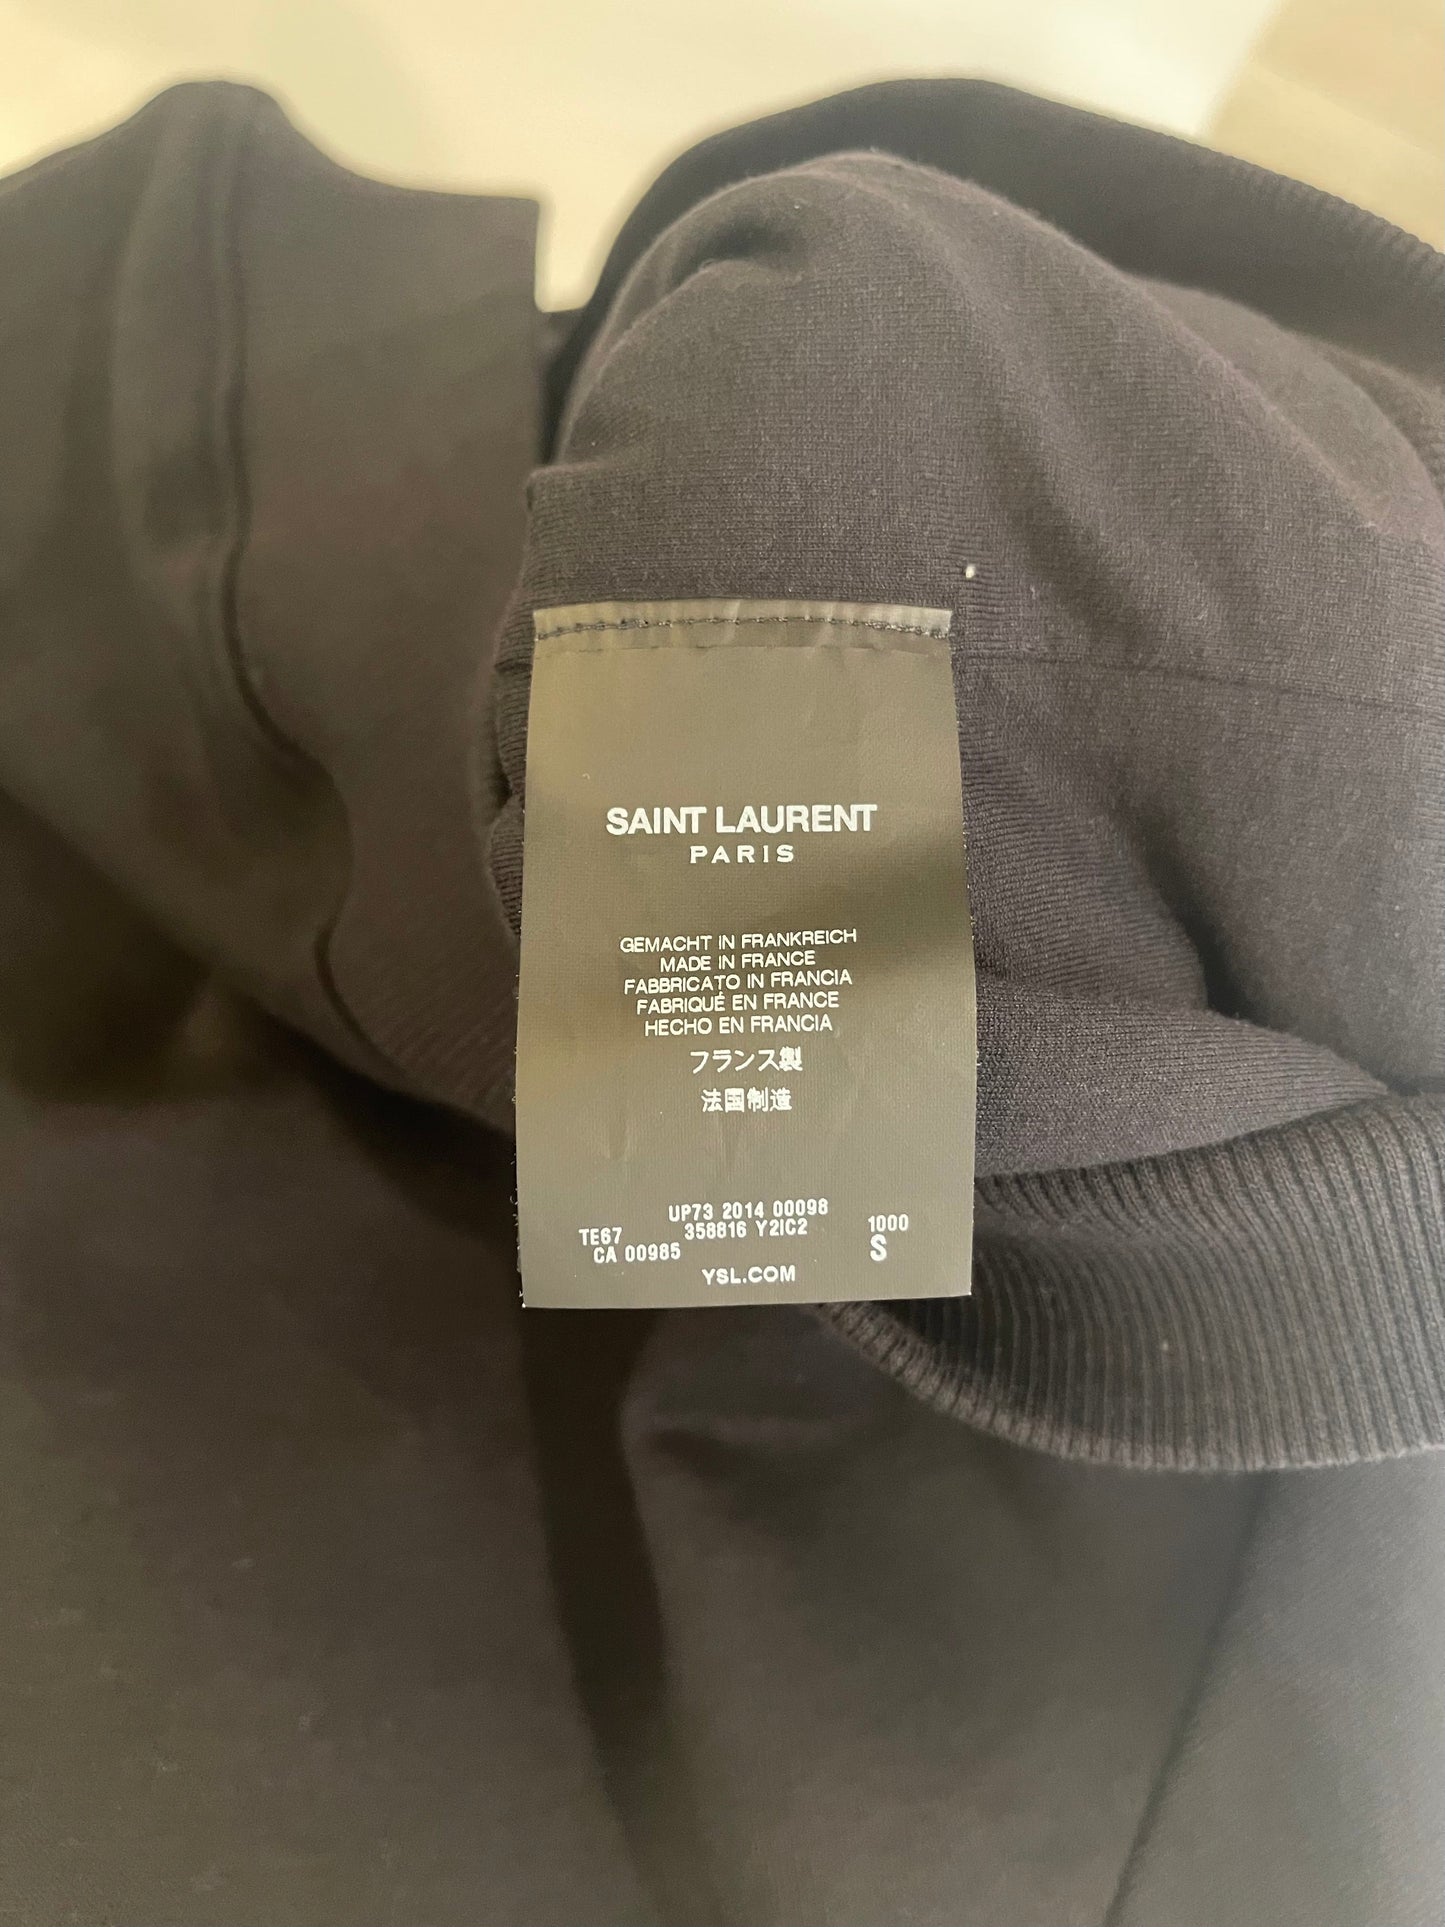 SAINT LAURENT
PARIS
GEMACHT IN FRANKREICH
MADE IN FRANCE
FABBRICATO IN FRANCIA
FABRIQUÉ EN FRANCE
HECHO EN FRANCIA
フランス製
法国制造
UP73 2014 00098
TE67 358816 Y2IC2 1000
CA 00985 S
YSL.COM